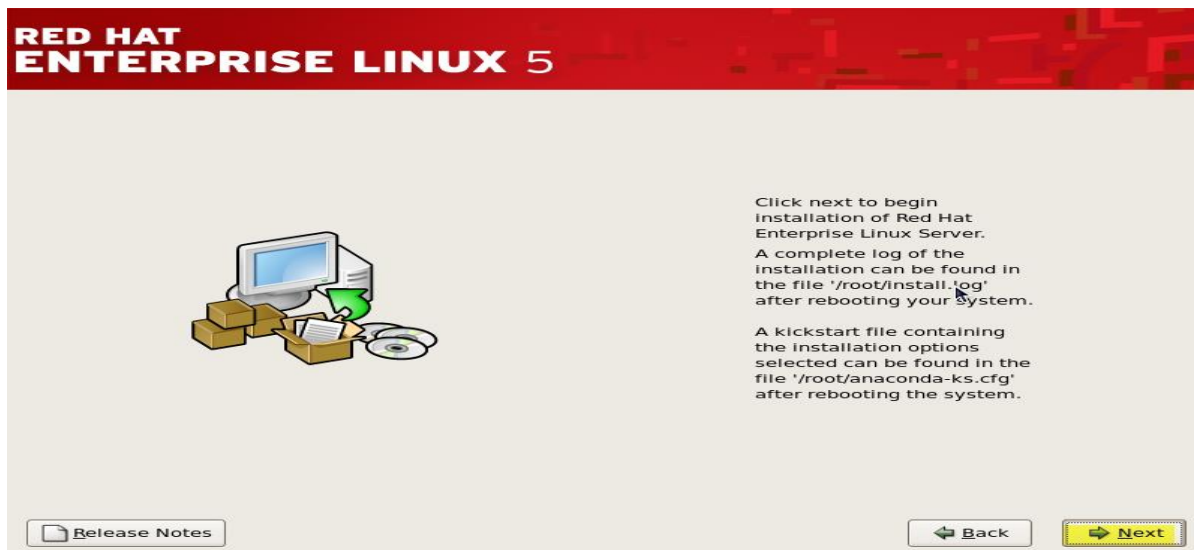 RED HAT
ENTERPRISE LINUX 5
Click next to begin
installation of Red Hat
Enterprise Linux Server.
A complete log of the
installation can be found in
the file '/root/install.log'
after rebooting your system.
A kickstart file containing
the installation options
selected can be found in the
file '/root/anaconda-ks.cfg'
after rebooting the system.
Release Notes
Back
Next